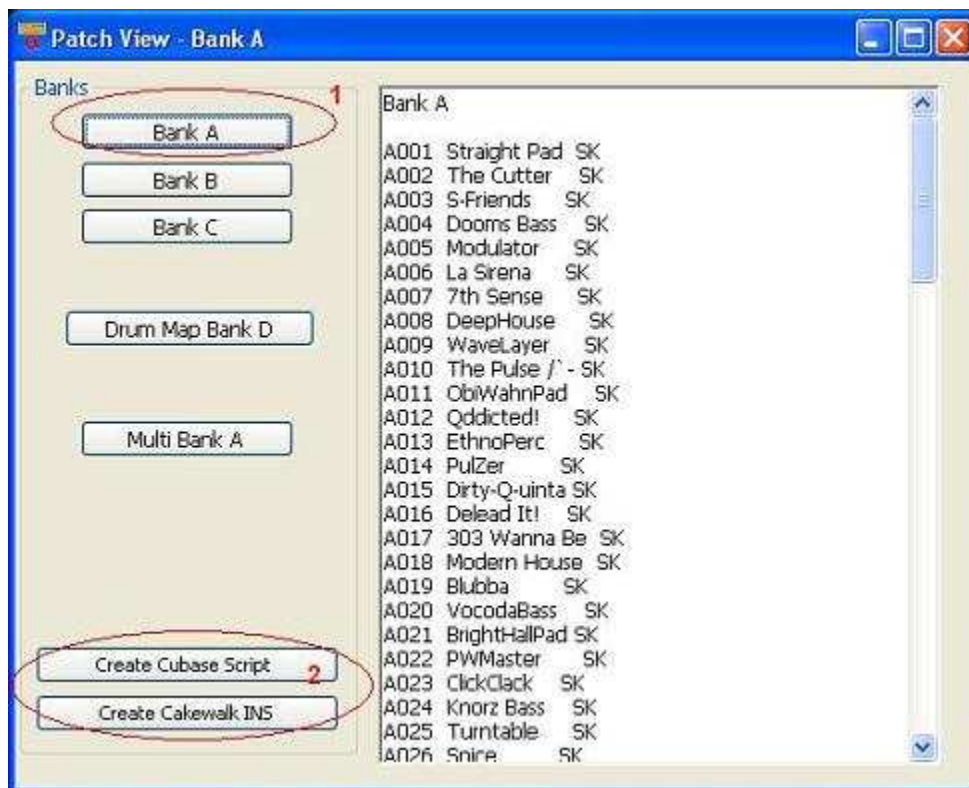 Patch View - Bank A
Banks
1
Bank A
Bank B
Bank C
Drum Map Bank D
Multi Bank A
Create Cubase Script
2
Create Cakewalk INS
Bank A
A001 Straight Pad SK
A002 The Cutter SK
A003 S-Friends SK
A004 Dooms Bass SK
A005 Modulator SK
A006 La Sirena SK
A007 7th Sense SK
A008 DeepHouse SK
A009 WaveLayer SK
A010 The Pulse /`- SK
A011 ObiWahnPad SK
A012 Qddicted! SK
A013 EthnoPerc SK
A014 PulZer SK
A015 Dirty-Q-uinta SK
A016 Delead It! SK
A017 303 Wanna Be SK
A018 Modern House SK
A019 Blubba SK
A020 VocodaBass SK
A021 BrightHallPad SK
A022 PWMaster SK
A023 ClickClack SK
A024 Knorz Bass SK
A025 Turntable SK
A026 Spice SK